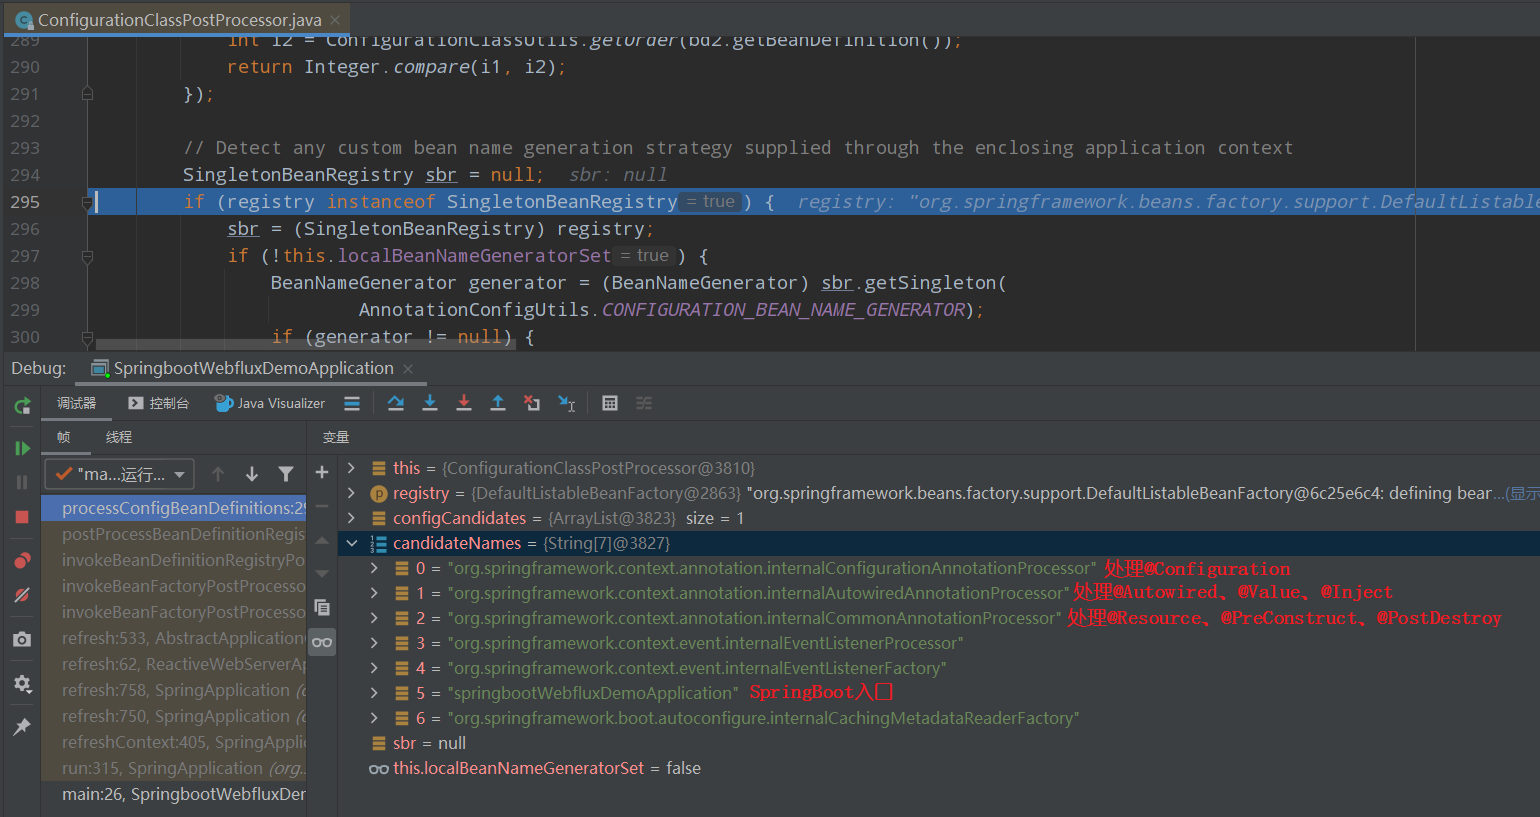 ConfigurationClassPostProcessor.java
289 int i2 = ConfigurationClassUtils.getOrder(bd2.getBeanDefinition());
290 return Integer.compare(i1, i2);
291 });
292
293 // Detect any custom bean name generation strategy supplied through the enclosing application context
294 SingletonBeanRegistry sbr = null; sbr: null
295 if (registry instanceof SingletonBeanRegistry = true ) { registry: "org.springframework.beans.factory.support.DefaultListable
296 sbr = (SingletonBeanRegistry) registry;
297 if (!this.localBeanNameGeneratorSet = true ) {
298 BeanNameGenerator generator = (BeanNameGenerator) sbr.getSingleton(
299 AnnotationConfigUtils.CONFIGURATION_BEAN_NAME_GENERATOR);
300 if (generator != null) {
Debug: SpringbootWebfluxDemoApplication
调试器 控制台 Java Visualizer
帧 线程 变量
"ma...运行...
processConfigBeanDefinitions:29
postProcessBeanDefinitionRegis
invokeBeanDefinitionRegistryPo
invokeBeanFactoryPostProcesso
invokeBeanFactoryPostProcesso
refresh:533, AbstractApplication
refresh:62, ReactiveWebServerAp
refresh:758, SpringApplication (o
refresh:750, SpringApplication (o
refreshContext:405, SpringApplic
run:315, SpringApplication (org..
main:26, SpringbootWebfluxDem
this = {ConfigurationClassPostProcessor@3810}
registry = {DefaultListableBeanFactory@2863} "org.springframework.beans.factory.support.DefaultListableBeanFactory@6c25e6c4: defining bear...(显示
configCandidates = {ArrayList@3823} size = 1
candidateNames = {String[7]@3827}
0 = "org.springframework.context.annotation.internalConfigurationAnnotationProcessor" 处理@Configuration
1 = "org.springframework.context.annotation.internalAutowiredAnnotationProcessor" 处理@Autowired、@Value、@Inject
2 = "org.springframework.context.annotation.internalCommonAnnotationProcessor" 处理@Resource、@PreConstruct、@PostDestroy
3 = "org.springframework.context.event.internalEventListenerProcessor"
4 = "org.springframework.context.event.internalEventListenerFactory"
5 = "springbootWebfluxDemoApplication" SpringBoot入口
6 = "org.springframework.boot.autoconfigure.internalCachingMetadataReaderFactory"
sbr = null
this.localBeanNameGeneratorSet = false